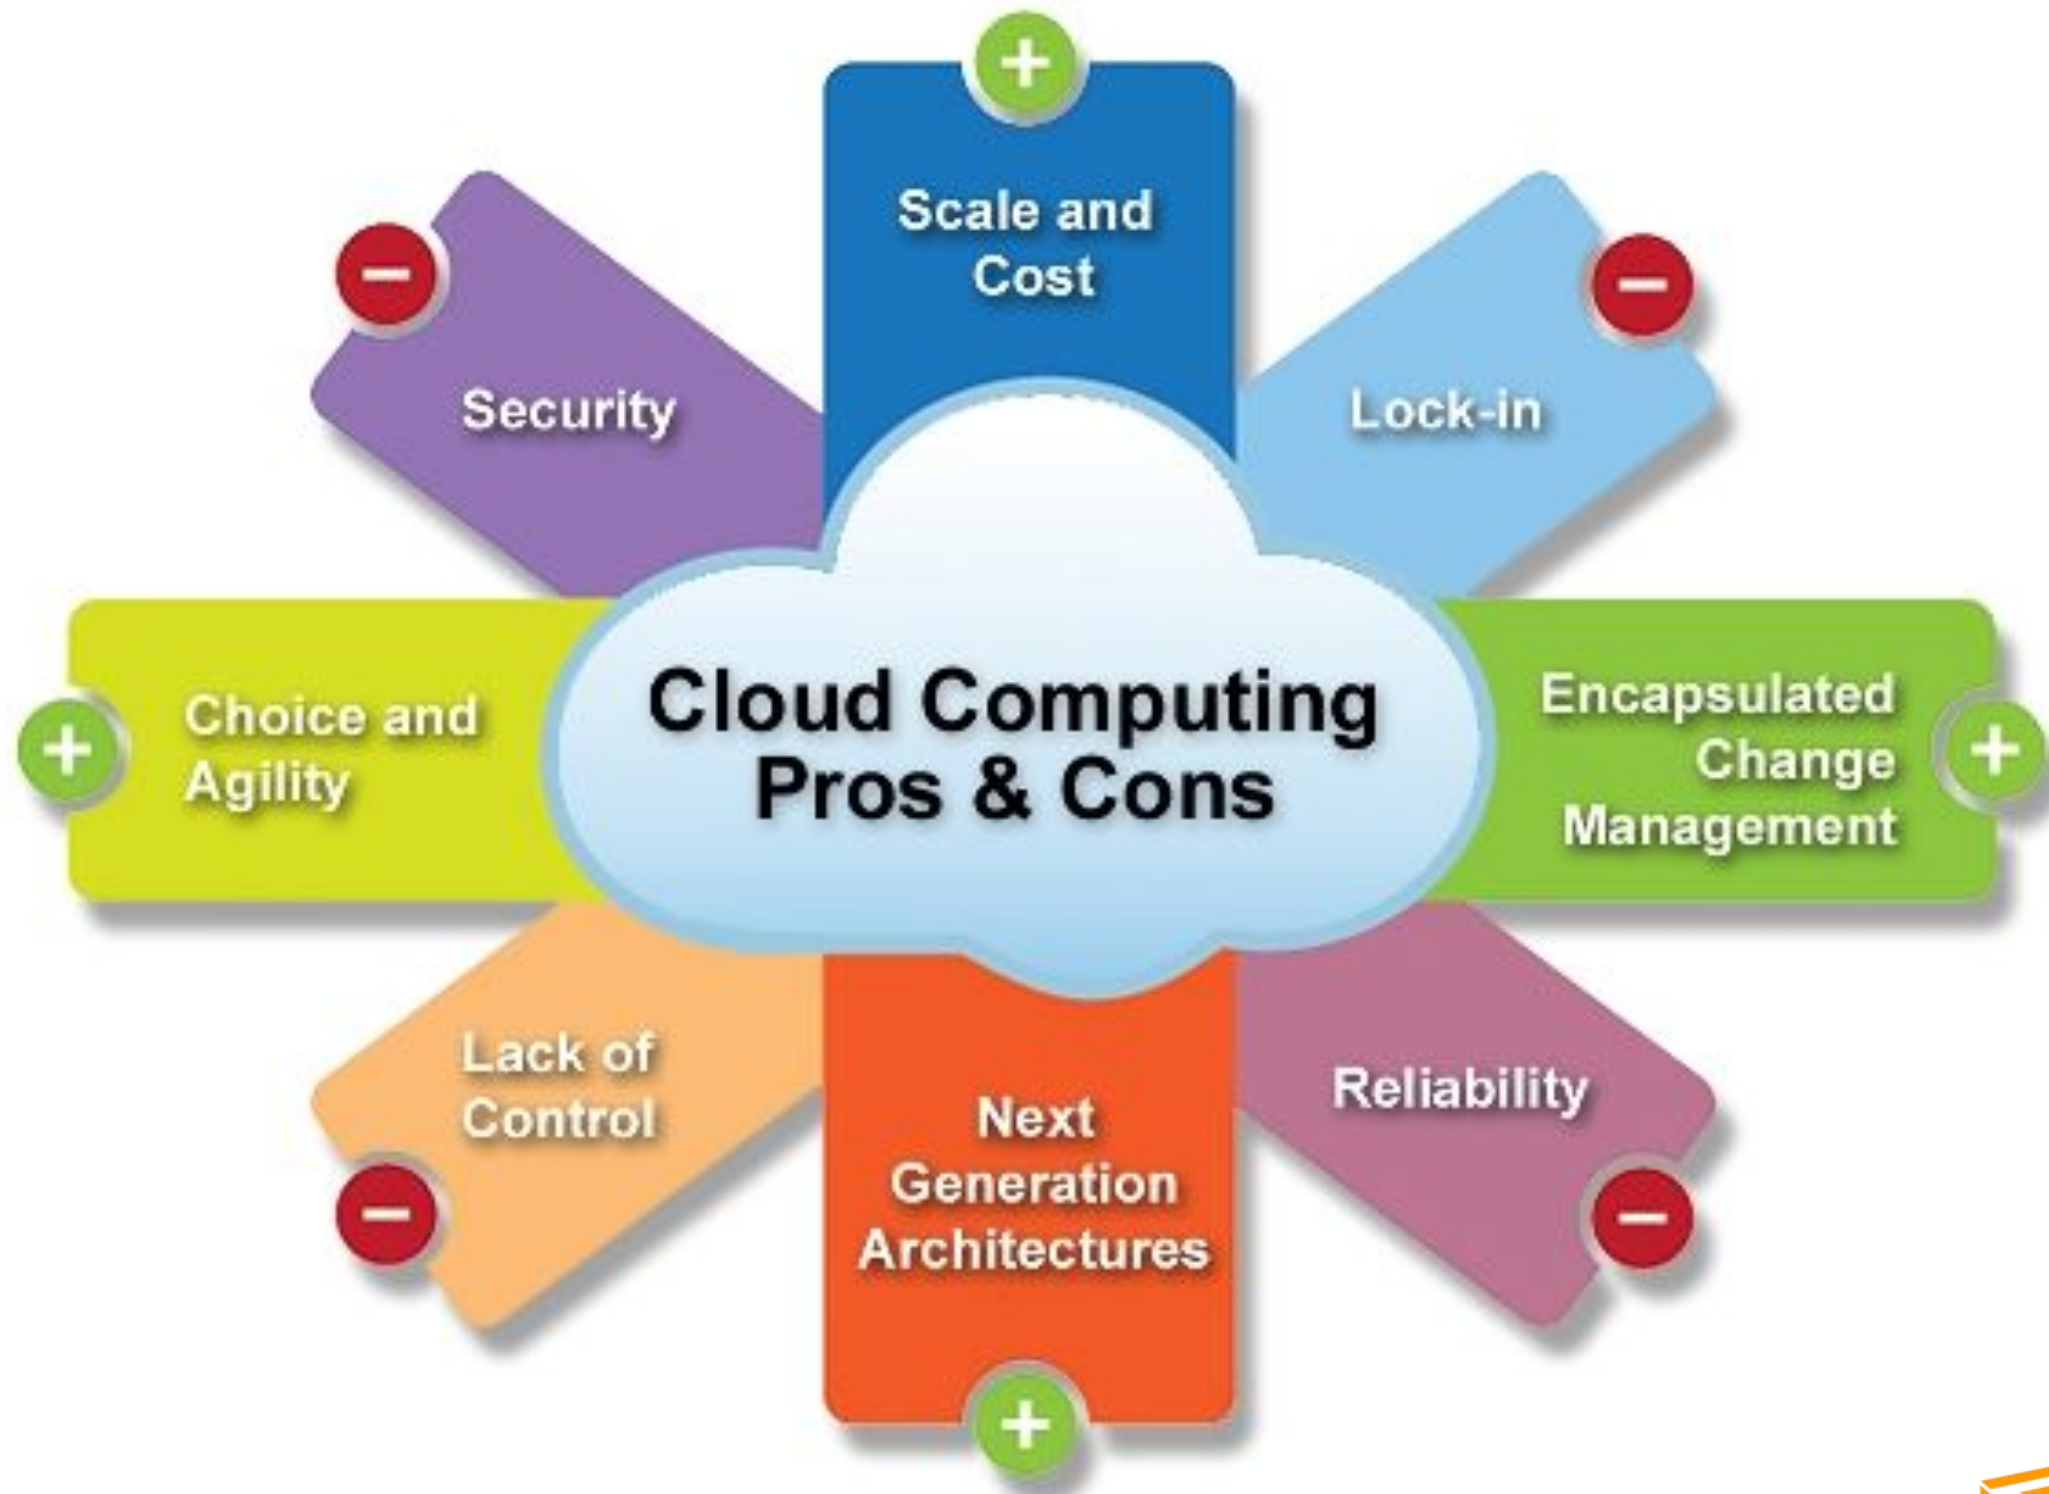 Scale and
Cost
Security
Lock-in
Cloud Computing
Pros & Cons
Choice and
Agility
Encapsulated
Change
Management
Lack of
Control
Next
Generation
Architectures
Reliability